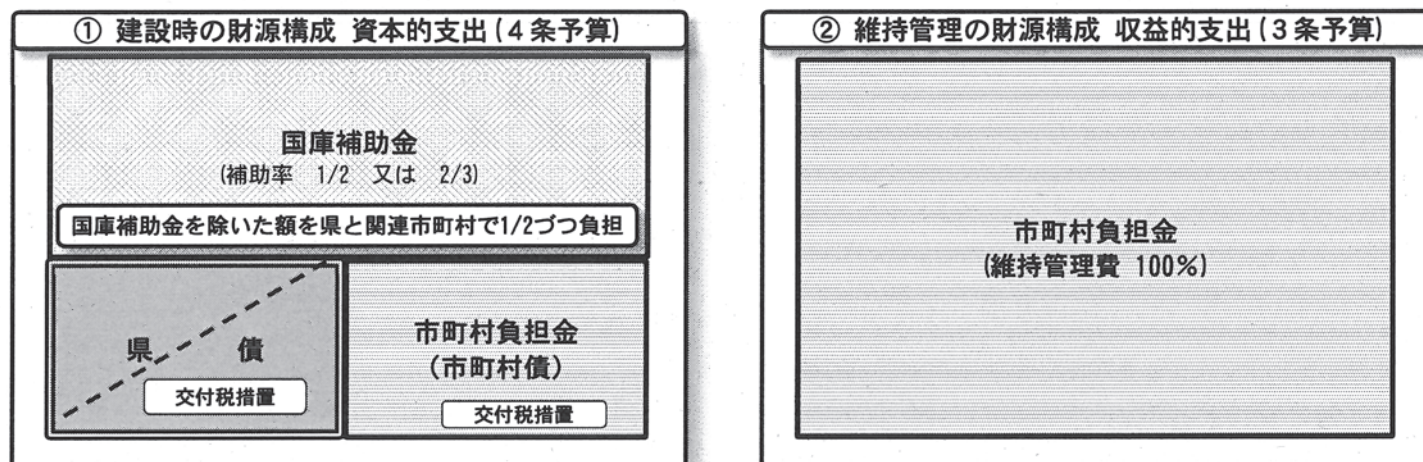 ① 建設時の財源構成 資本的支出(4条予算)
国庫補助金
(補助率 1/2 又は 2/3)
国庫補助金を除いた額を県と関連市町村で1/2づつ負担
県 債
交付税措置
市町村負担金
(市町村債)
交付税措置
② 維持管理の財源構成 収益的支出(3条予算)
市町村負担金
(維持管理費 100%)